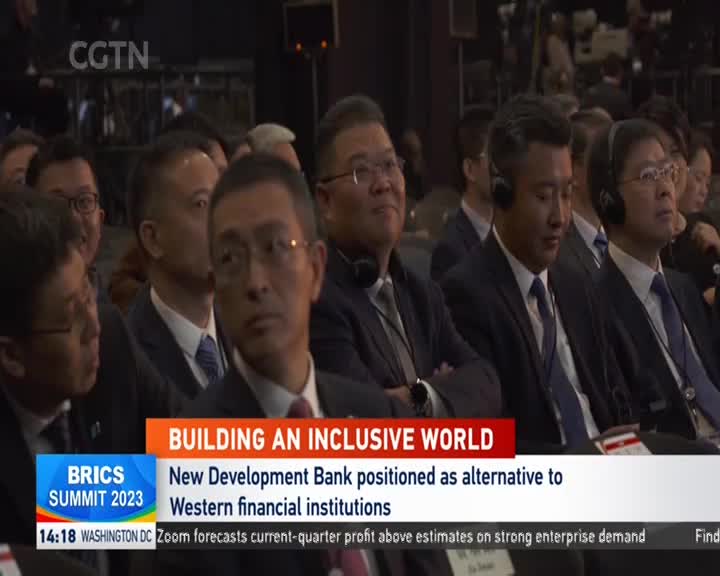 CGTN
BUILDING AN INCLUSIVE WORLD
BRICS
SUMMIT 2023
New Development Bank positioned as alternative to
Western financial institutions
14:18 WASHINGTON DC
Zoom forecasts current-quarter profit above estimates on strong enterprise demand
Find